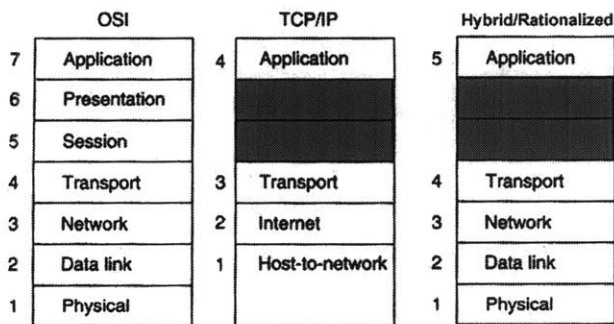 OSI TCP/IP Hybrid/Rationalized
7 Application 4 Application 5 Application
6 Presentation
5 Session
4 Transport 3 Transport 4 Transport
3 Network 2 Internet 3 Network
2 Data link 1 Host-to-network 2 Data link
1 Physical 1 Physical